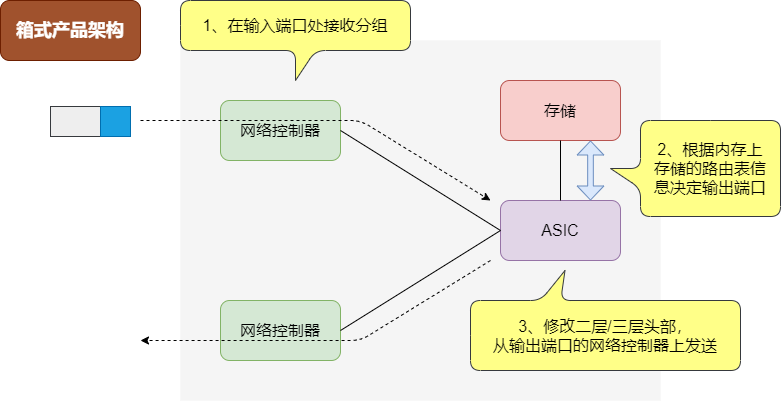 箱式产品架构
1、在输入端口处接收分组
网络控制器
存储
2、根据内存上
存储的路由表信
息决定输出端口
ASIC
网络控制器
3、修改二层/三层头部，
从输出端口的网络控制器上发送